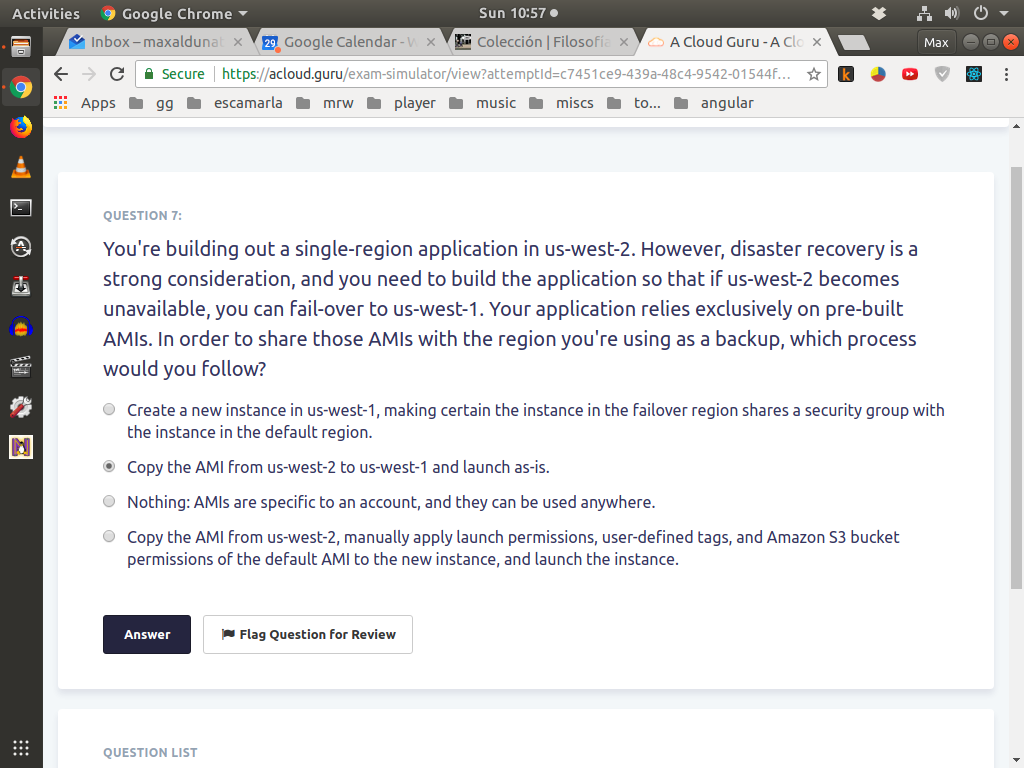 Activities Google Chrome Sun 10:57 Max
Inbox – maxaldunat Google Calendar - W Colección | Filosofía A Cloud Guru - A Clo
Secure https://acloud.guru/exam-simulator/view?attemptId=c7451ce9-439a-48c4-9542-01544f...
Apps gg escamarla mrw player music miscs to... angular
QUESTION 7:
You're building out a single-region application in us-west-2. However, disaster recovery is a
strong consideration, and you need to build the application so that if us-west-2 becomes
unavailable, you can fail-over to us-west-1. Your application relies exclusively on pre-built
AMIs. In order to share those AMIs with the region you're using as a backup, which process
would you follow?
Create a new instance in us-west-1, making certain the instance in the failover region shares a security group with
the instance in the default region.
Copy the AMI from us-west-2 to us-west-1 and launch as-is.
Nothing: AMIs are specific to an account, and they can be used anywhere.
Copy the AMI from us-west-2, manually apply launch permissions, user-defined tags, and Amazon S3 bucket
permissions of the default AMI to the new instance, and launch the instance.
Answer Flag Question for Review
QUESTION LIST